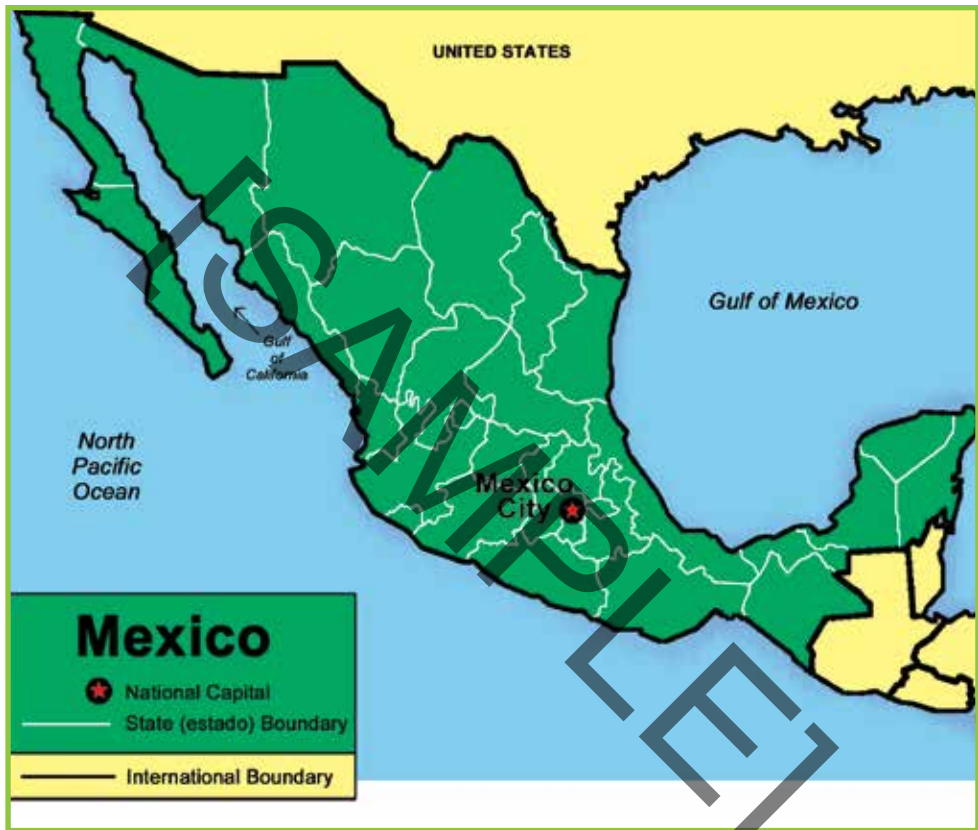 UNITED STATES
Gulf of Mexico
Gulf
of
California
North
Pacific
Ocean
Mexico
City
Mexico
National Capital
State (estado) Boundary
International Boundary
[SAMPLE]